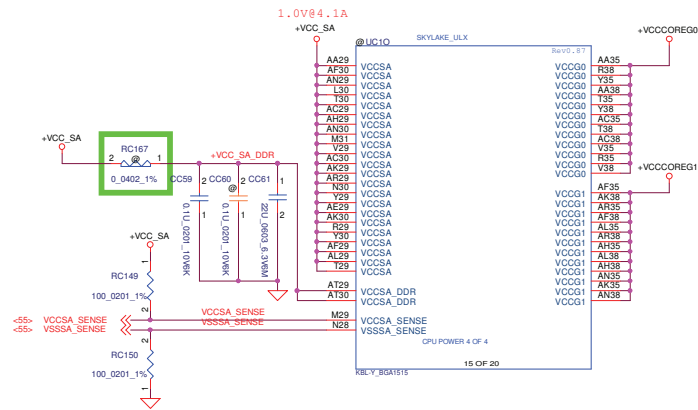 1.0V@4.1A
+VCC_SA
@ UC1O
SKYLAKE_ULX
Rev0.87
+VCCCOREG0
AA29 VCCSA VCCG0 AA35
AF30 VCCSA VCCG0 R38
AN29 VCCSA VCCG0 Y35
L30 VCCSA VCCG0 AA38
T30 VCCSA VCCG0 T35
AC29 VCCSA VCCG0 Y38
AH29 VCCSA VCCG0 AC35
AN30 VCCSA VCCG0 T38
M31 VCCSA VCCG0 AC38
V29 VCCSA VCCG0 V35
AC30 VCCSA VCCG0 R35
AK29 VCCSA VCCG0 V38
AR29 VCCSA
+VCCCOREG1
N30 VCCSA VCCG1 AF35
Y29 VCCSA VCCG1 AK38
AE29 VCCSA VCCG1 AR35
AK30 VCCSA VCCG1 AF38
R29 VCCSA VCCG1 AL35
Y30 VCCSA VCCG1 AR38
AF29 VCCSA VCCG1 AH35
AL29 VCCSA VCCG1 AL38
T29 VCCSA VCCG1 AH38
VCCG1 AN35
AT29 VCCSA_DDR VCCG1 AK35
AT30 VCCSA_DDR VCCG1 AN38
M29 VCCSA_SENSE
N28 VSSSA_SENSE
CPU POWER 4 OF 4
15 OF 20
KBL-Y_BGA1515
+VCC_SA
RC167
2 @ 1
0_0402_1%
+VCC_SA_DDR
CC59
2
1
0.1U_0201_10V6K
CC60
@
2
1
0.1U_0201_10V6K
CC61
1
2
22U_0603_6.3V6M
+VCC_SA
1
RC149
100_0201_1%
2
<55> VCCSA_SENSE
VCCSA_SENSE
<55> VSSSA_SENSE
VSSSA_SENSE
2
RC150
100_0201_1%
1